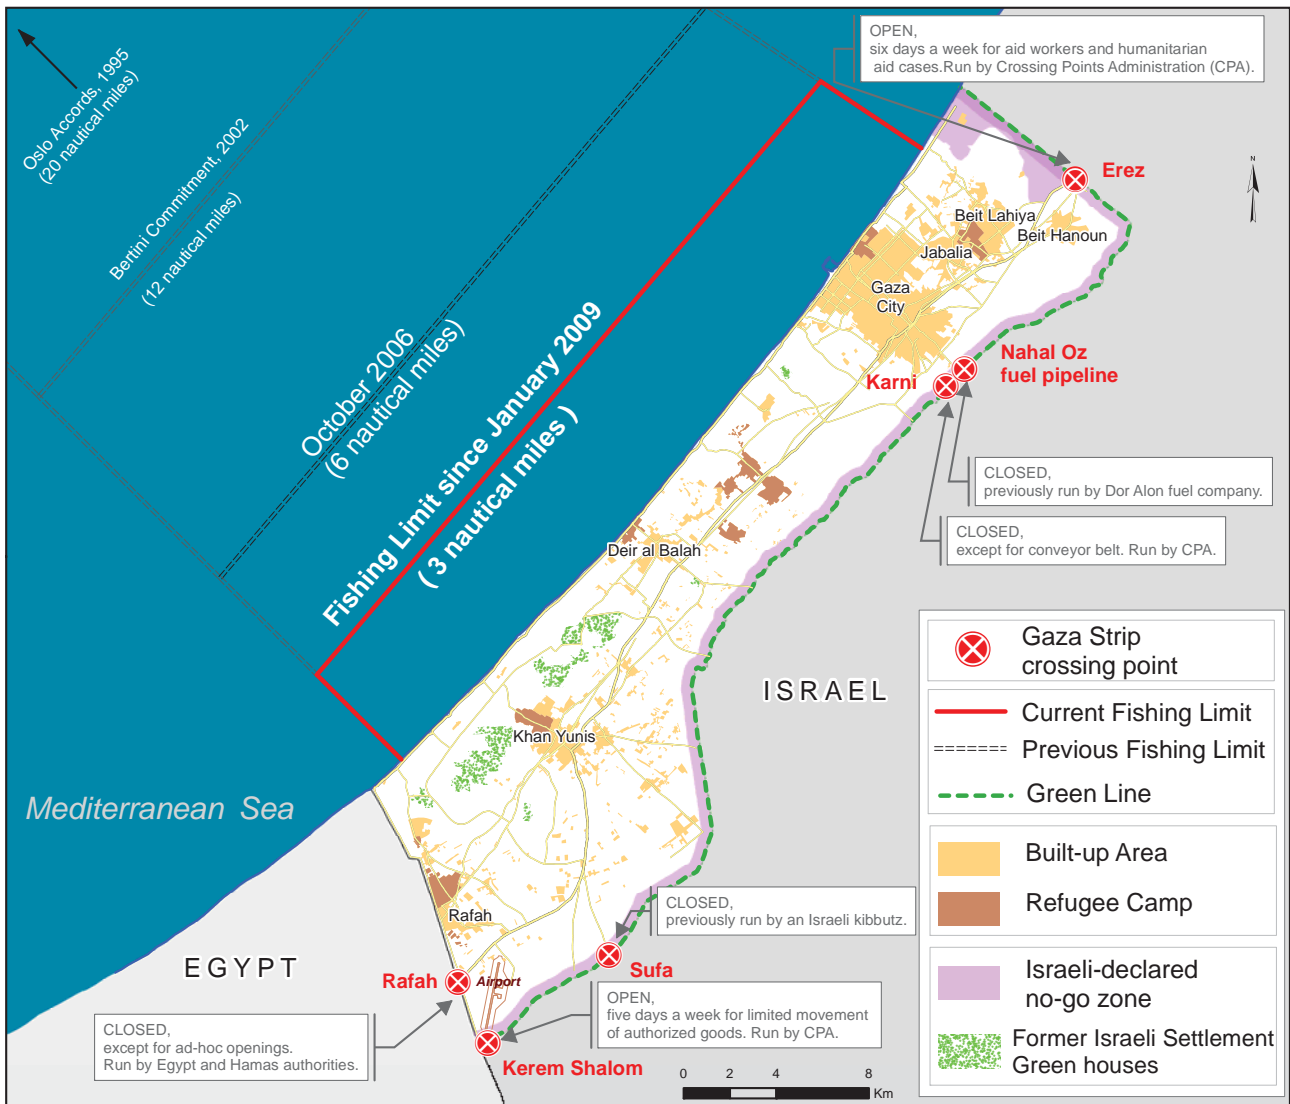 OPEN,
six days a week for aid workers and humanitarian
aid cases.Run by Crossing Points Administration (CPA).
Oslo Accords, 1995
(20 nautical miles)
Bertini Commitment, 2002
(12 nautical miles)
October 2006
(6 nautical miles)
Fishing Limit since January 2009
( 3 nautical miles )
N
Erez
Beit Lahiya
Beit Hanoun
Jabalia
Gaza
City
Nahal Oz
fuel pipeline
Karni
CLOSED,
previously run by Dor Alon fuel company.
CLOSED,
except for conveyor belt. Run by CPA.
Deir al Balah
ISRAEL
Khan Yunis
Mediterranean Sea
CLOSED,
previously run by an Israeli kibbutz.
Rafah
EGYPT
Rafah
Airport
Sufa
OPEN,
five days a week for limited movement
of authorized goods. Run by CPA.
CLOSED,
except for ad-hoc openings.
Run by Egypt and Hamas authorities.
Kerem Shalom
0 2 4 8
Km
Gaza Strip
crossing point
Current Fishing Limit
Previous Fishing Limit
Green Line
Built-up Area
Refugee Camp
Israeli-declared
no-go zone
Former Israeli Settlement
Green houses